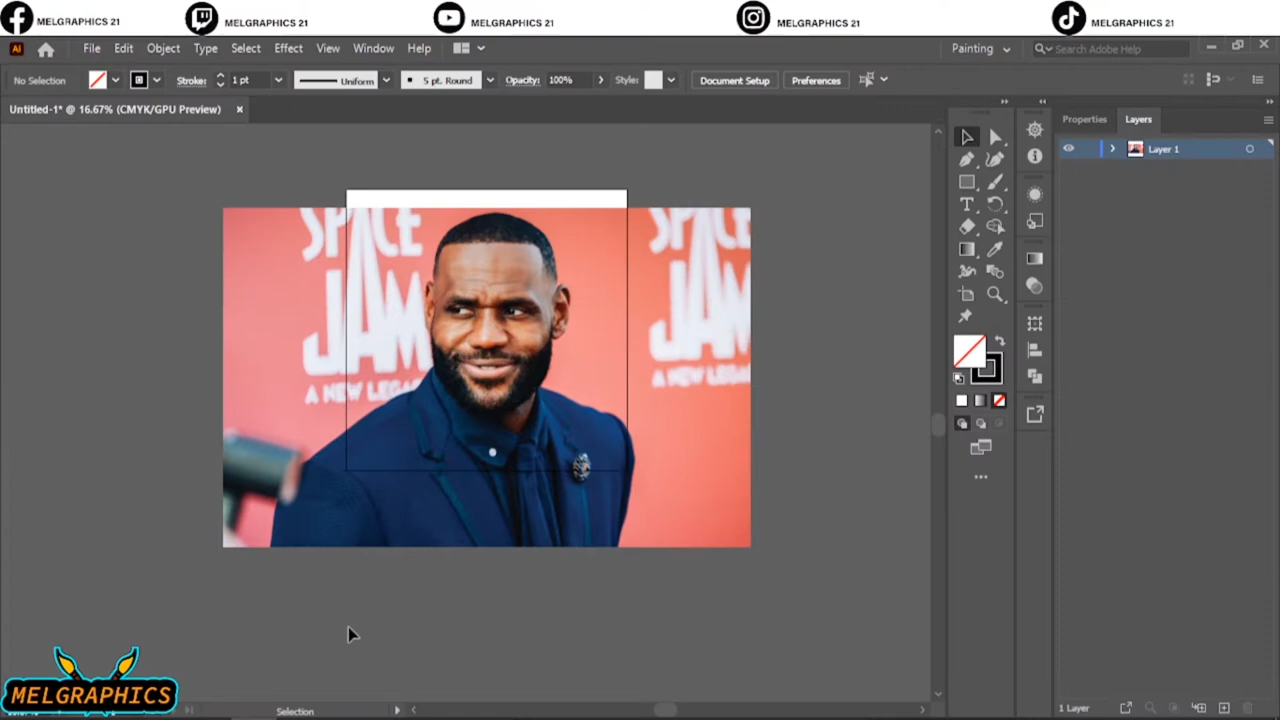 MELGRAPHICS 21
MELGRAPHICS 21
MELGRAPHICS 21
MELGRAPHICS 21
MELGRAPHICS 21
Ai
File Edit Object Type Select Effect View Window Help
Painting
Search Adobe Help
No Selection
Stroke:
1 pt
Uniform
5 pt. Round
Opacity:
100%
Style:
Document Setup
Preferences
Untitled-1* @ 16.67% (CMYK/GPU Preview)
Properties
Layers
Layer 1
SPACE
JAM
A NEW LEGA
SPACE
JAM
A NEW LEGA
MELGRAPHICS
Selection
1 Layer